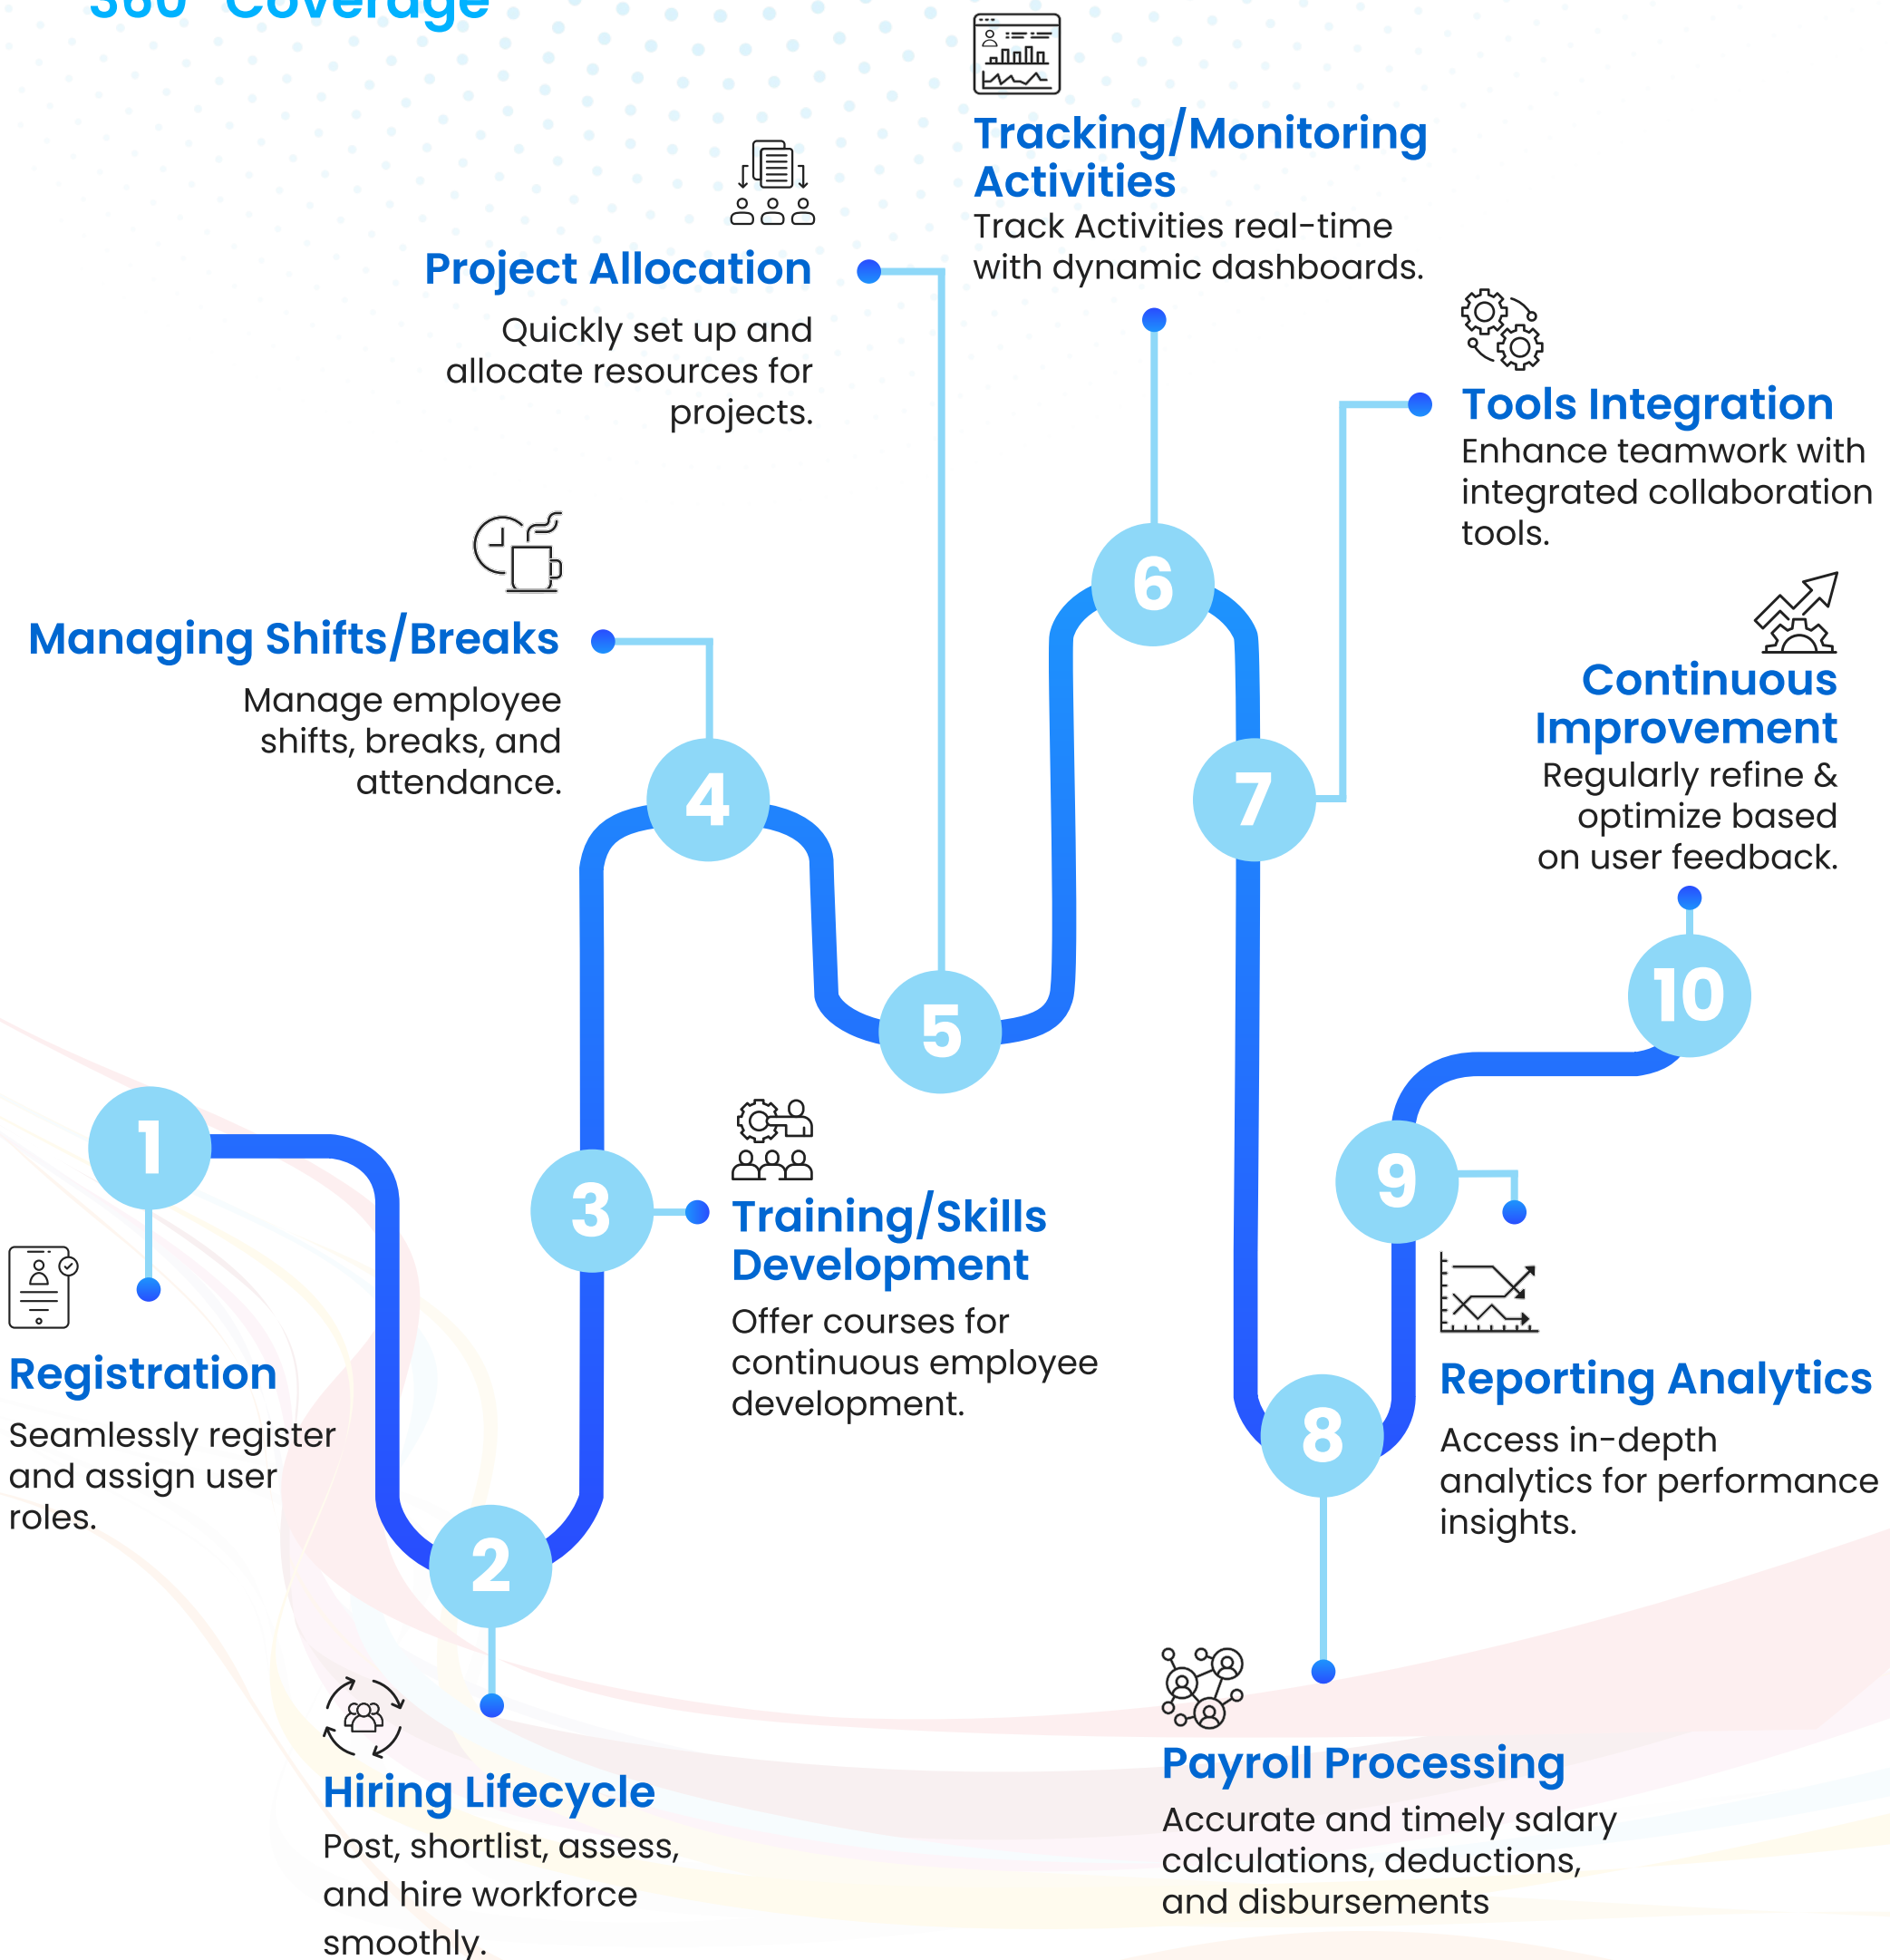 360° Coverage
Tracking/Monitoring
Activities
Track Activities real-time
with dynamic dashboards.
Project Allocation
Quickly set up and
allocate resources for
projects.
Tools Integration
Enhance teamwork with
integrated collaboration
tools.
Managing Shifts/Breaks
Manage employee
shifts, breaks, and
attendance.
Continuous
Improvement
Regularly refine &
optimize based
on user feedback.
6
4
7
10
5
1
3
9
Training/Skills
Development
Offer courses for
continuous employee
development.
Registration
Seamlessly register
and assign user
roles.
Reporting Analytics
Access in-depth
analytics for performance
insights.
8
2
Hiring Lifecycle
Post, shortlist, assess,
and hire workforce
smoothly.
Payroll Processing
Accurate and timely salary
calculations, deductions,
and disbursements